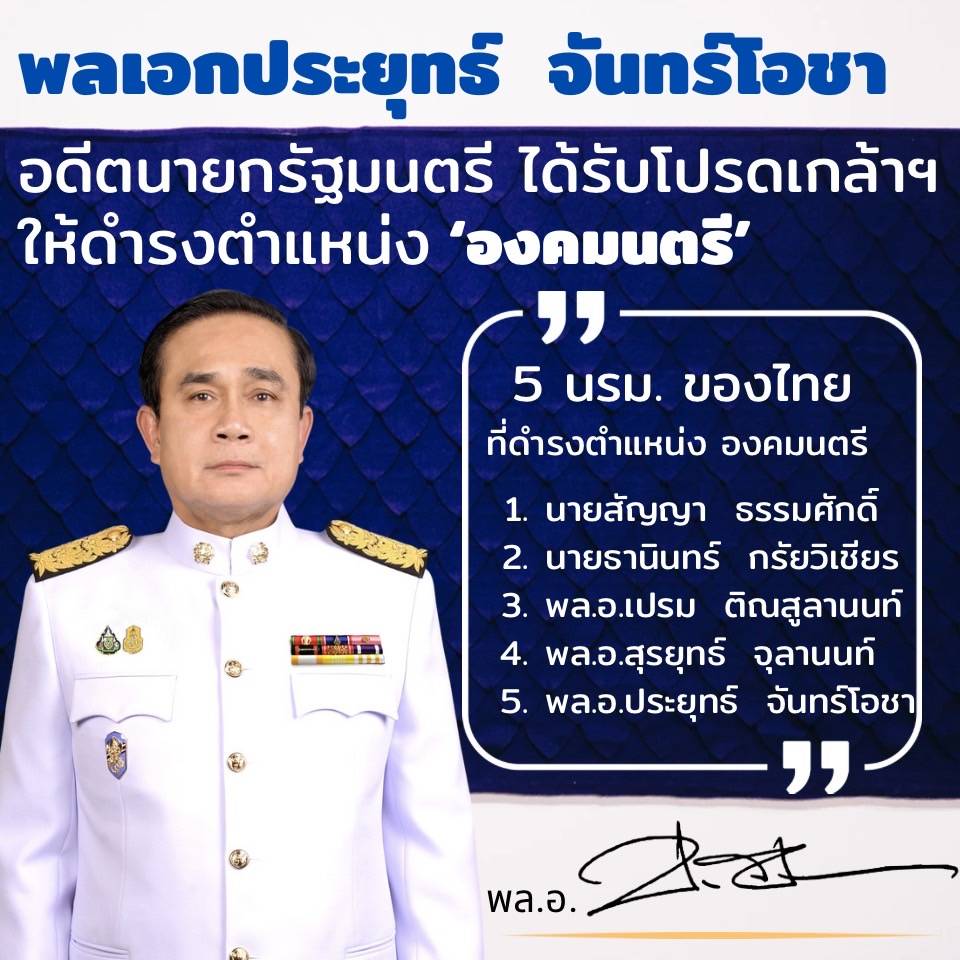 พลเอกประยุทธ์ จันทร์โอชา
อดีตนายกรัฐมนตรี ได้รับโปรดเกล้าฯ
ให้ดำรงตำแหน่ง ‘องคมนตรี’
5 นรม. ของไทย
ที่ดำรงตำแหน่ง องคมนตรี
1. นายสัญญา ธรรมศักดิ์
2. นายธานินทร์ กรัยวิเชียร
3. พล.อ.เปรม ติณสูลานนท์
4. พล.อ.สุรยุทธ์ จุลานนท์
5. พล.อ.ประยุทธ์ จันทร์โอชา
พล.อ.